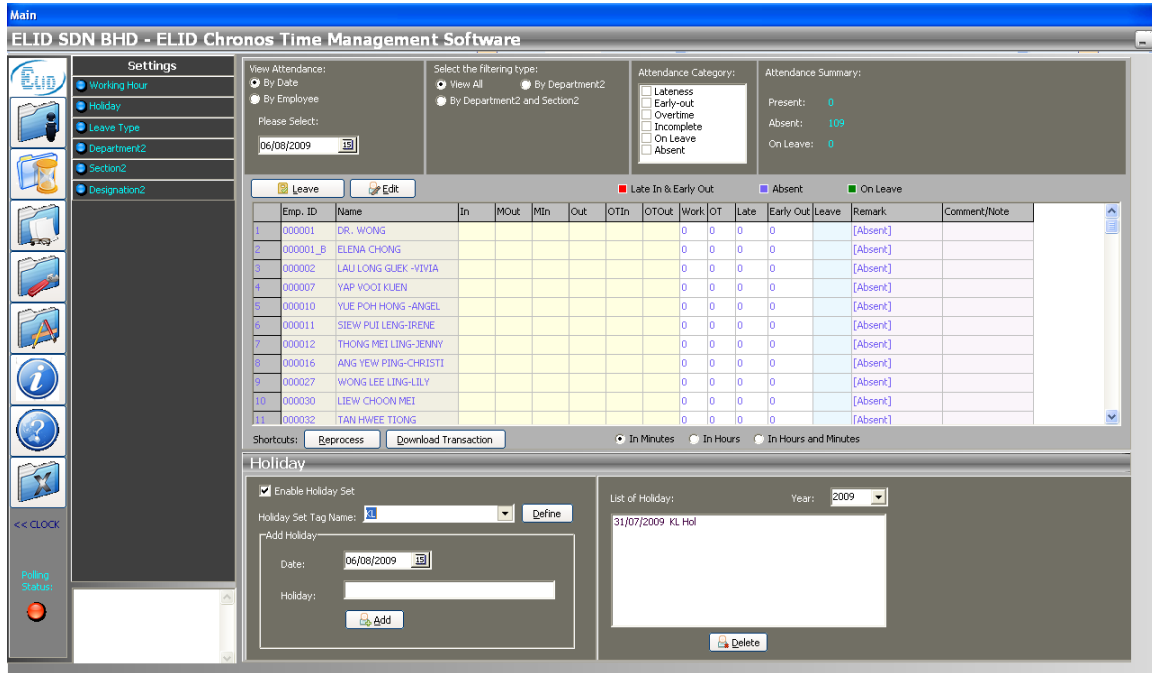 Main
ELID SDN BHD - ELID Chronos Time Management Software
ELID
Settings
Working Hour
Holiday
Leave Type
Department2
Section2
Designation2
<< CLOCK
Polling
Status:
View Attendance:
By Date
By Employee
Please Select:
06/08/2009 15
Select the filtering type:
View All By Department2
By Department2 and Section2
Attendance Category:
Lateness
Early-out
Overtime
Incomplete
On Leave
Absent
Attendance Summary:
Present: 0
Absent: 109
On Leave: 0
Leave Edit Late In & Early Out Absent On Leave
Emp. ID Name In MOut MIn Out OTIn OTOut Work OT Late Early Out Leave Remark Comment/Note
1 000001 DR. WONG 0 0 0 0 [Absent]
2 000001_B ELENA CHONG 0 0 0 0 [Absent]
3 000002 LAU LONG GUEK -VIVIA 0 0 0 0 [Absent]
4 000007 YAP VOOI KUEN 0 0 0 0 [Absent]
5 000010 YUE POH HONG -ANGEL 0 0 0 0 [Absent]
6 000011 SIEW PUI LENG-IRENE 0 0 0 0 [Absent]
7 000012 THONG MEI LING-JENNY 0 0 0 0 [Absent]
8 000016 ANG YEW PING-CHRISTI 0 0 0 0 [Absent]
9 000027 WONG LEE LING-LILY 0 0 0 0 [Absent]
10 000030 LIEW CHOON MEI 0 0 0 0 [Absent]
11 000032 TAN HWEE TIONG 0 0 0 0 [Absent]
Shortcuts: Reprocess Download Transaction In Minutes In Hours In Hours and Minutes
Holiday
Enable Holiday Set
Holiday Set Tag Name: KL Define
Add Holiday
Date: 06/08/2009 15
Holiday:
Add
List of Holiday: Year: 2009
31/07/2009 KL Hol
Delete